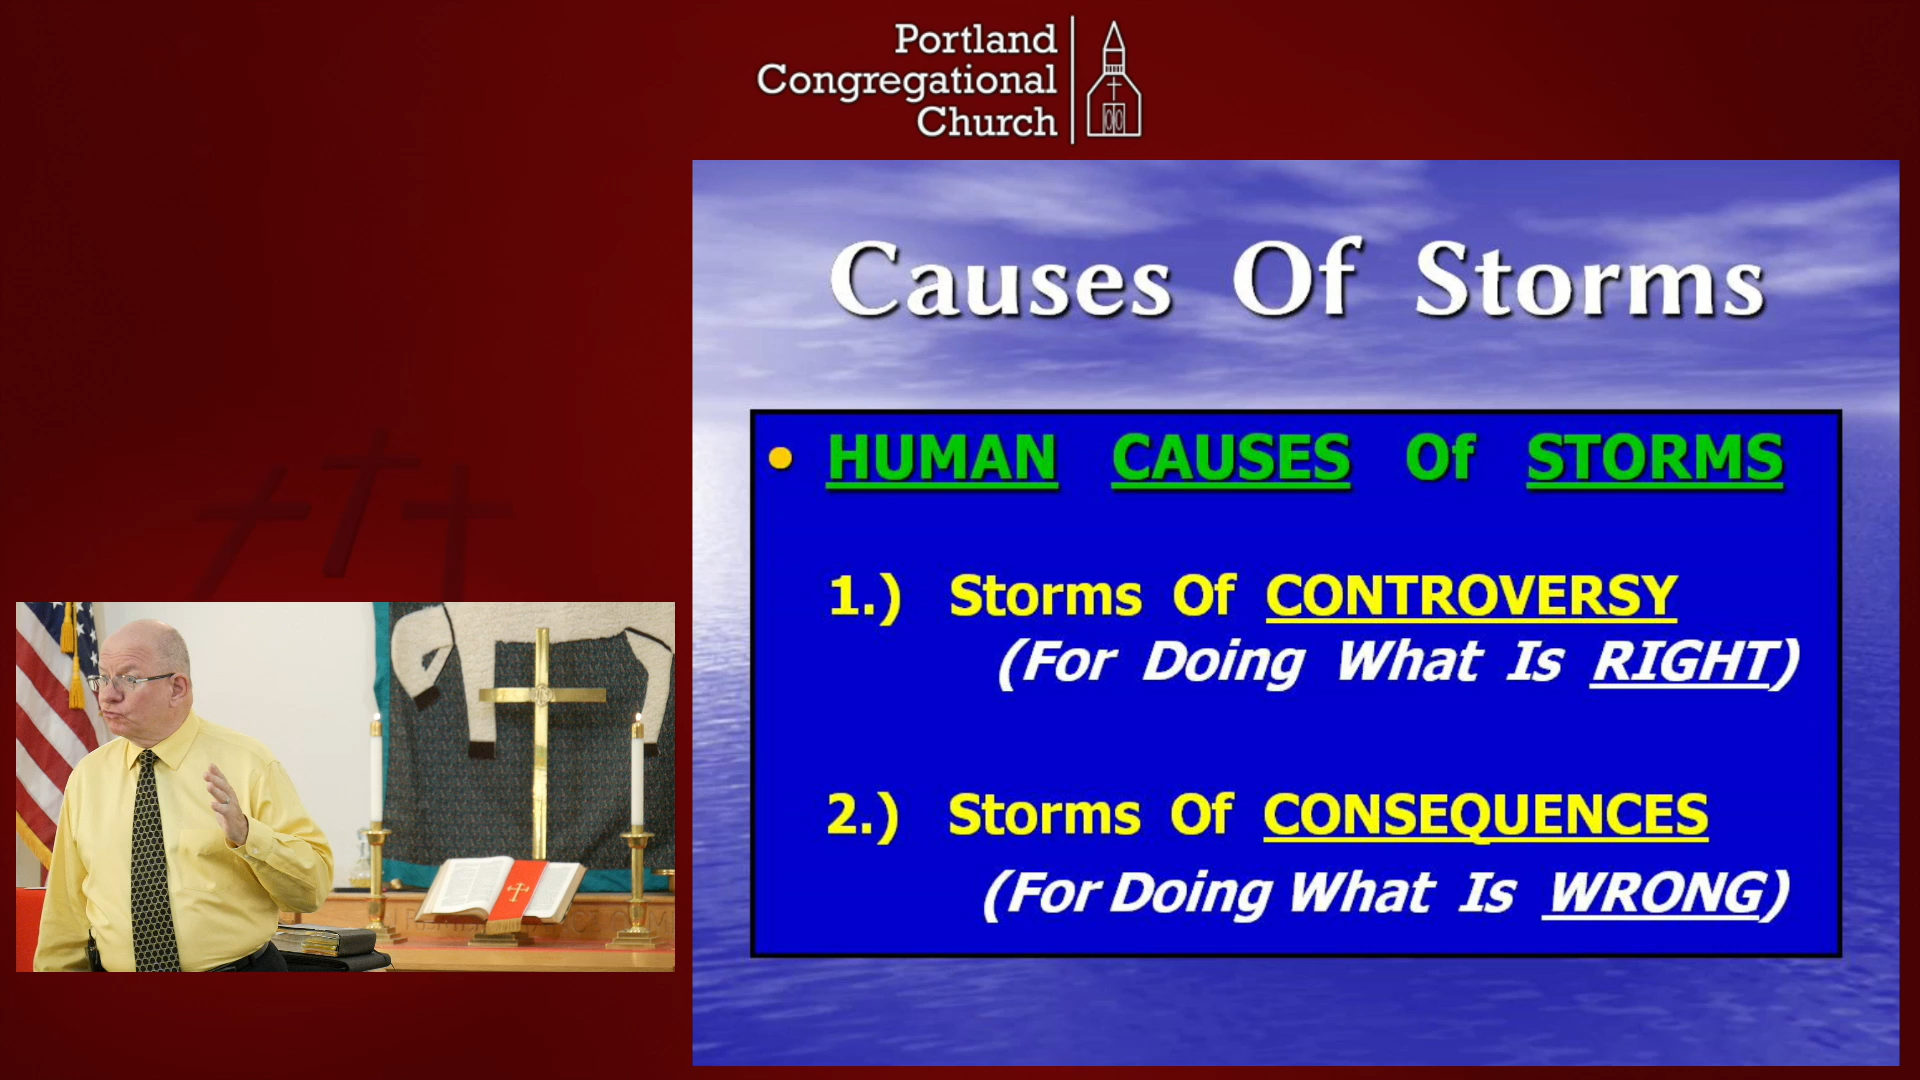 Portland
Congregational
Church
Causes Of Storms
• HUMAN CAUSES Of STORMS
1.) Storms Of CONTROVERSY
(For Doing What Is RIGHT)
2.) Storms Of CONSEQUENCES
(For Doing What Is WRONG)